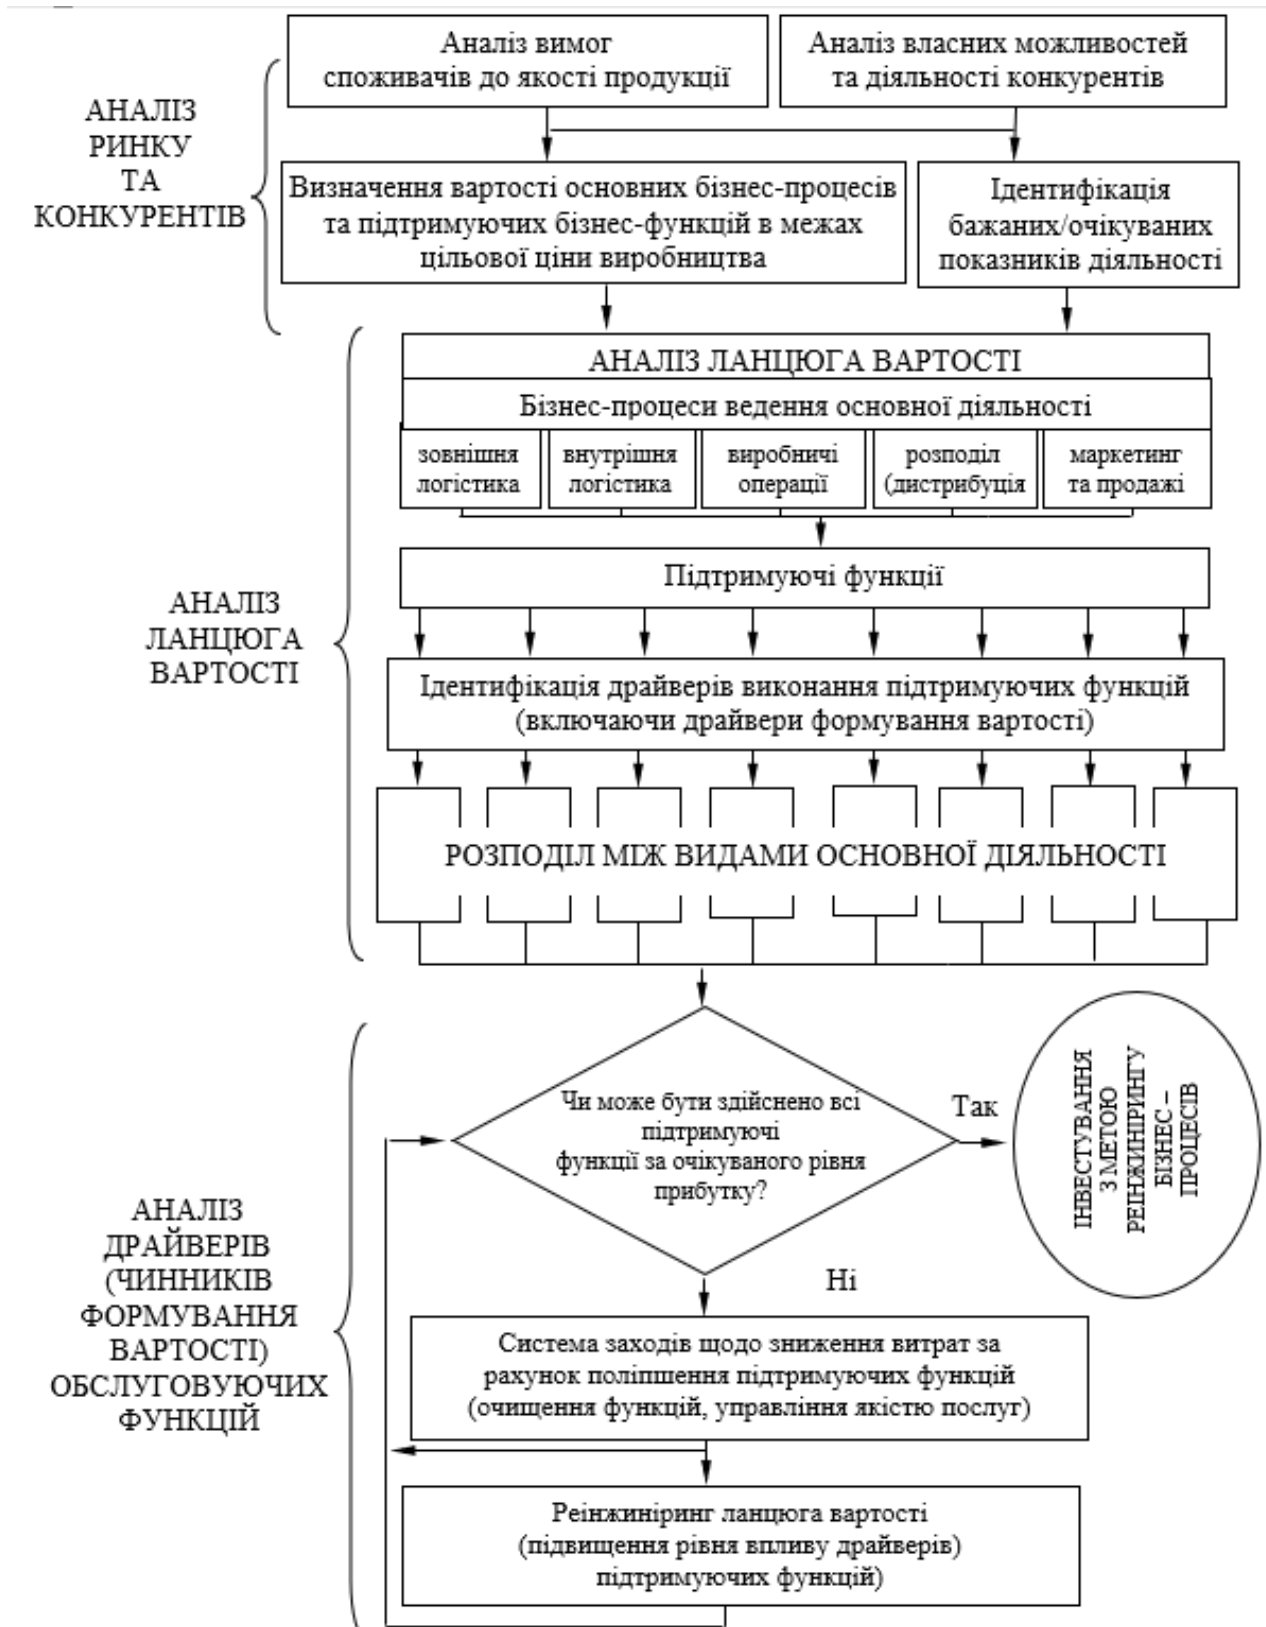 Аналіз вимог
споживачів до якості продукції
Аналіз власних можливостей
та діяльності конкурентів
АНАЛІЗ
РИНКУ
ТА
КОНКУРЕНТІВ
Визначення вартості основних бізнес-процесів
та підтримуючих бізнес-функцій в межах
цільової ціни виробництва
Ідентифікація
бажаних/очікуваних
показників діяльності
АНАЛІЗ ЛАНЦЮГА ВАРТОСТІ
Бізнес-процеси ведення основної діяльності
зовнішня
логістика
внутрішня
логістика
виробничі
операції
розподіл
(дистрибуція
маркетинг
та продажі
Підтримуючі функції
АНАЛІЗ
ЛАНЦЮГА
ВАРТОСТІ
Ідентифікація драйверів виконання підтримуючих функцій
(включаючи драйвери формування вартості)
РОЗПОДІЛ МІЖ ВИДАМИ ОСНОВНОЇ ДІЯЛЬНОСТІ
Чи може бути здійснено всі
підтримуючі
функції за очікуваного рівня
прибутку?
Так
ІНВЕСТУВАННЯ
З МЕТОЮ
РЕІНЖИНІРИНГУ
БІЗНЕС –
ПРОЦЕСІВ
Ні
АНАЛІЗ
ДРАЙВЕРІВ
(ЧИННИКІВ
ФОРМУВАННЯ
ВАРТОСТІ)
ОБСЛУГОВУЮЧИХ
ФУНКЦІЙ
Система заходів щодо зниження витрат за
рахунок поліпшення підтримуючих функцій
(очищення функцій, управління якістю послуг)
Реінжиніринг ланцюга вартості
(підвищення рівня впливу драйверів)
підтримуючих функцій)